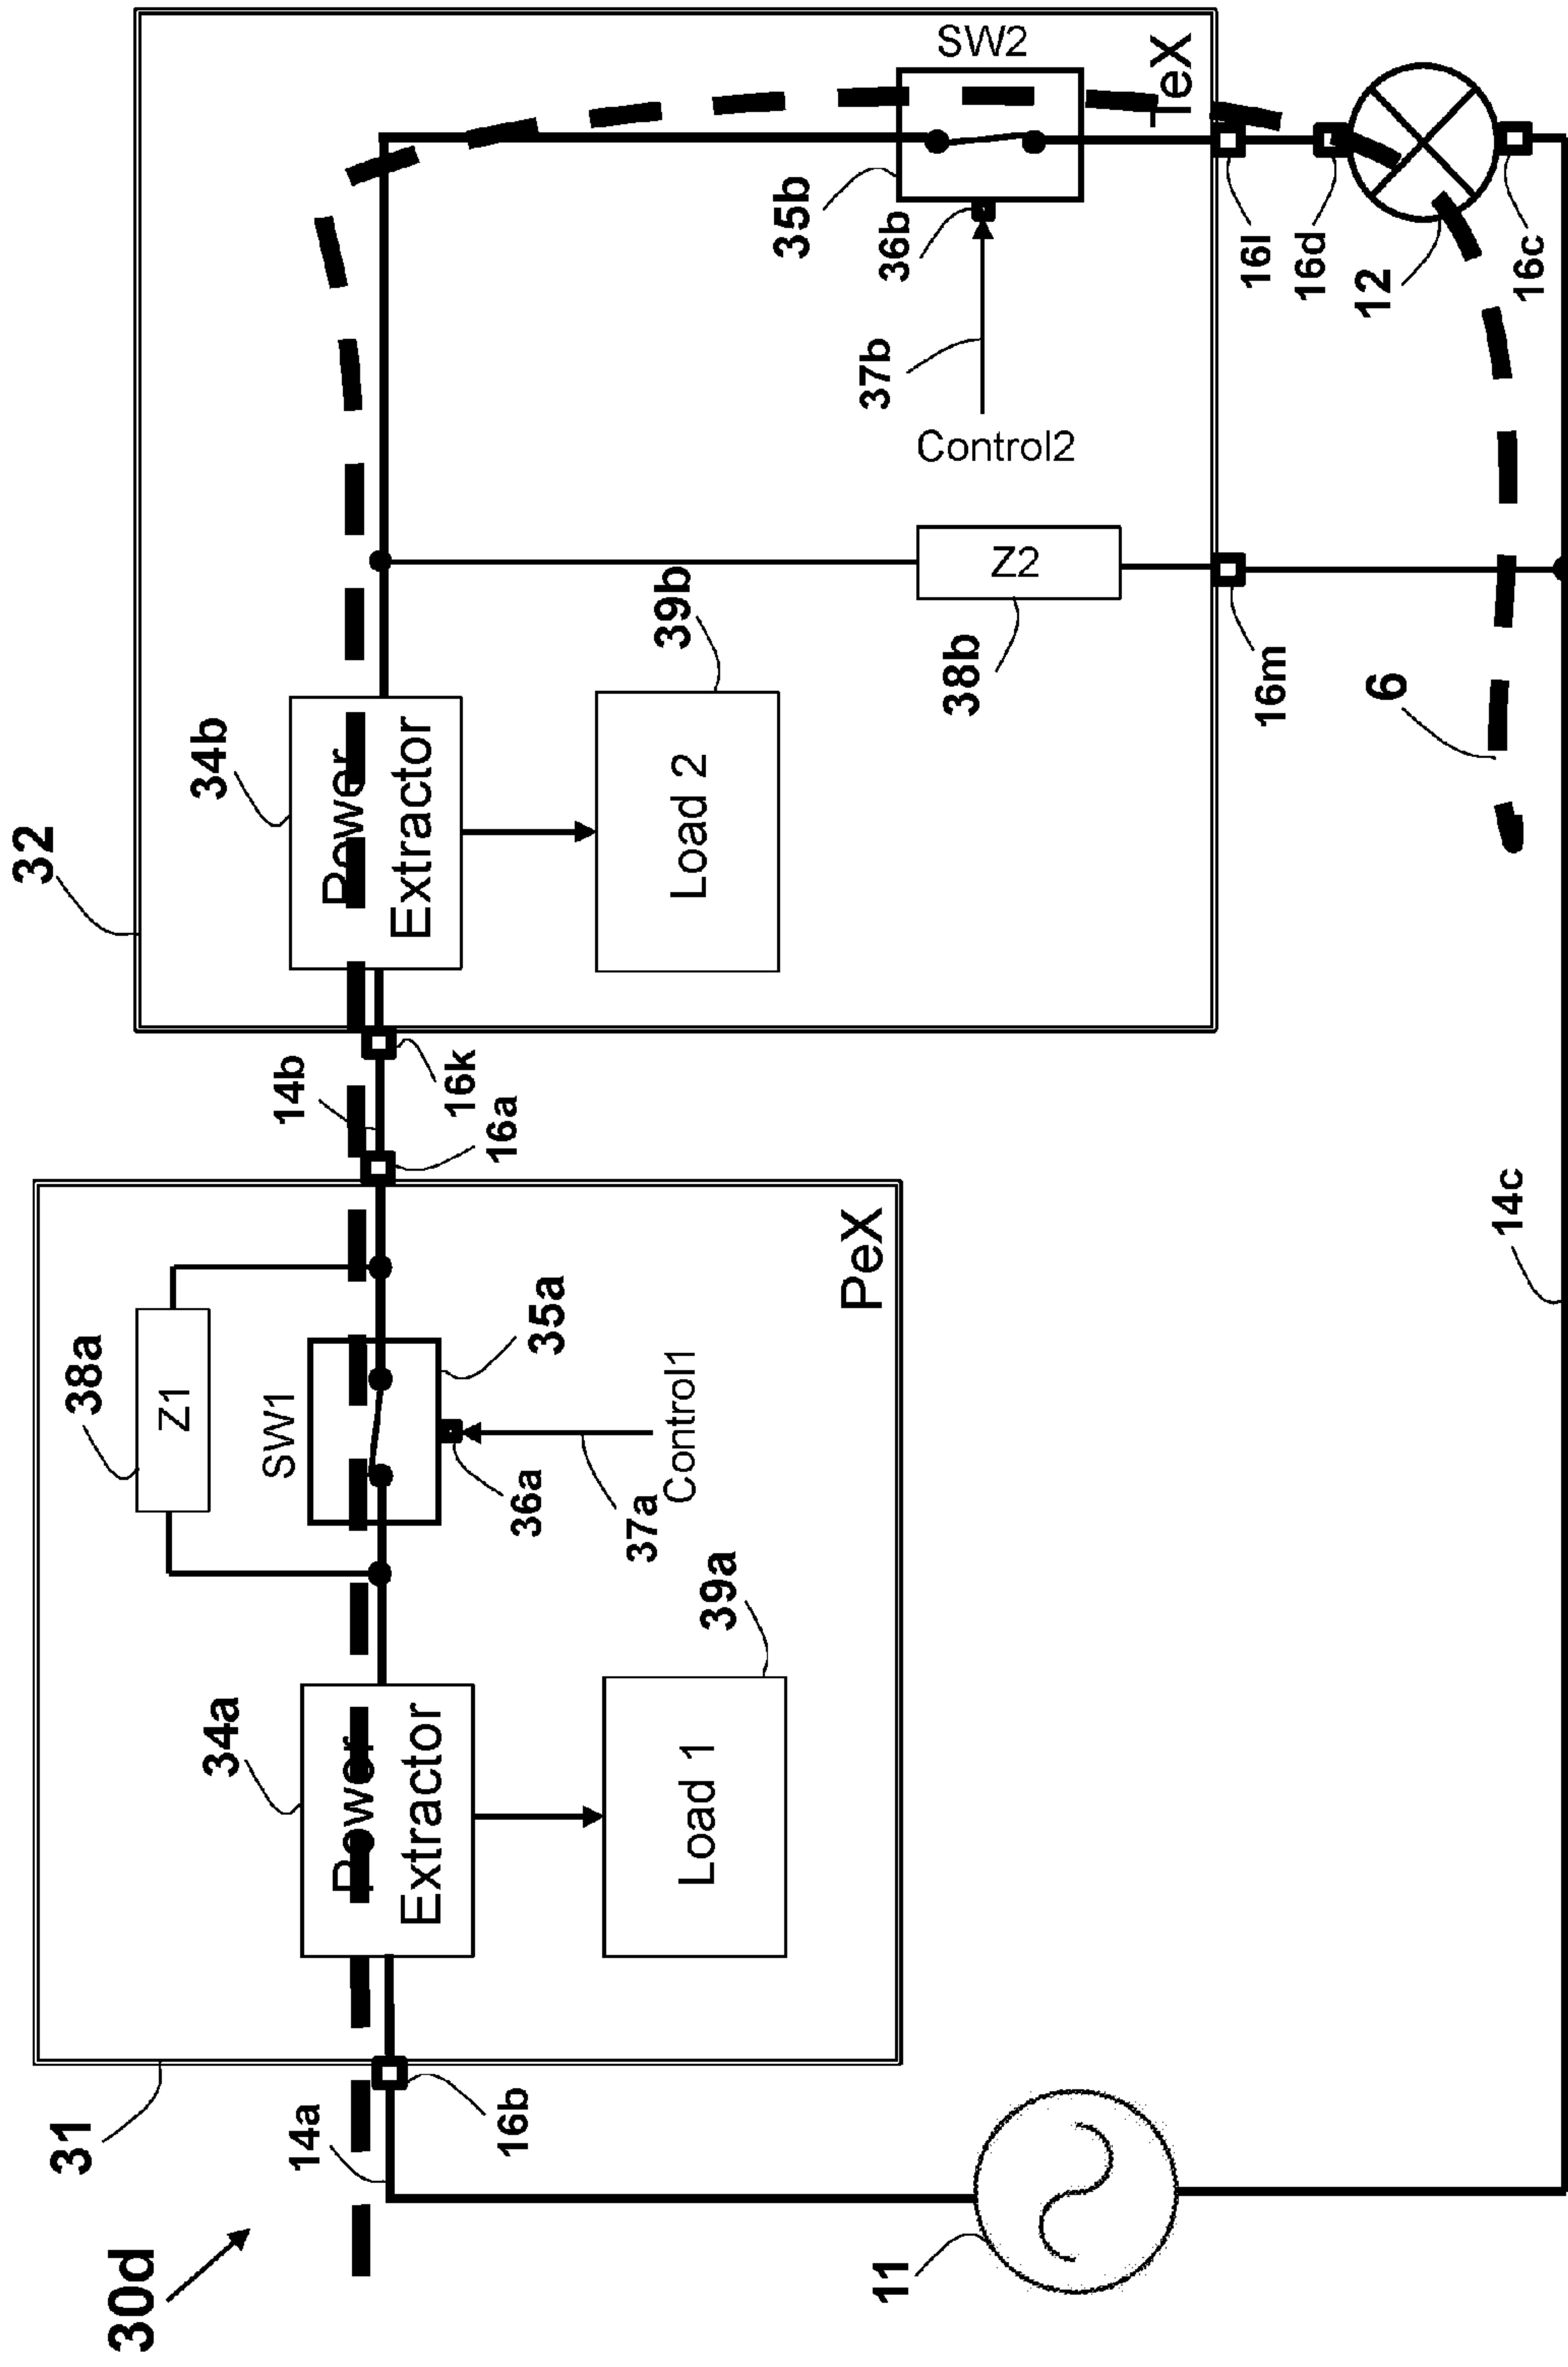 30d
31
32
38a
Z1
34a
34b
14a
SW1
14b
Power
Extractor
Power
Extractor
16b
36a
35a
16k
16a
37a
Control1
Load 1
39a
Load 2
39b
PeX
11
35b
36b
37b
SW2
Control2
38b
Z2
TeX
16m
16l
16d
12
6
14c
16c